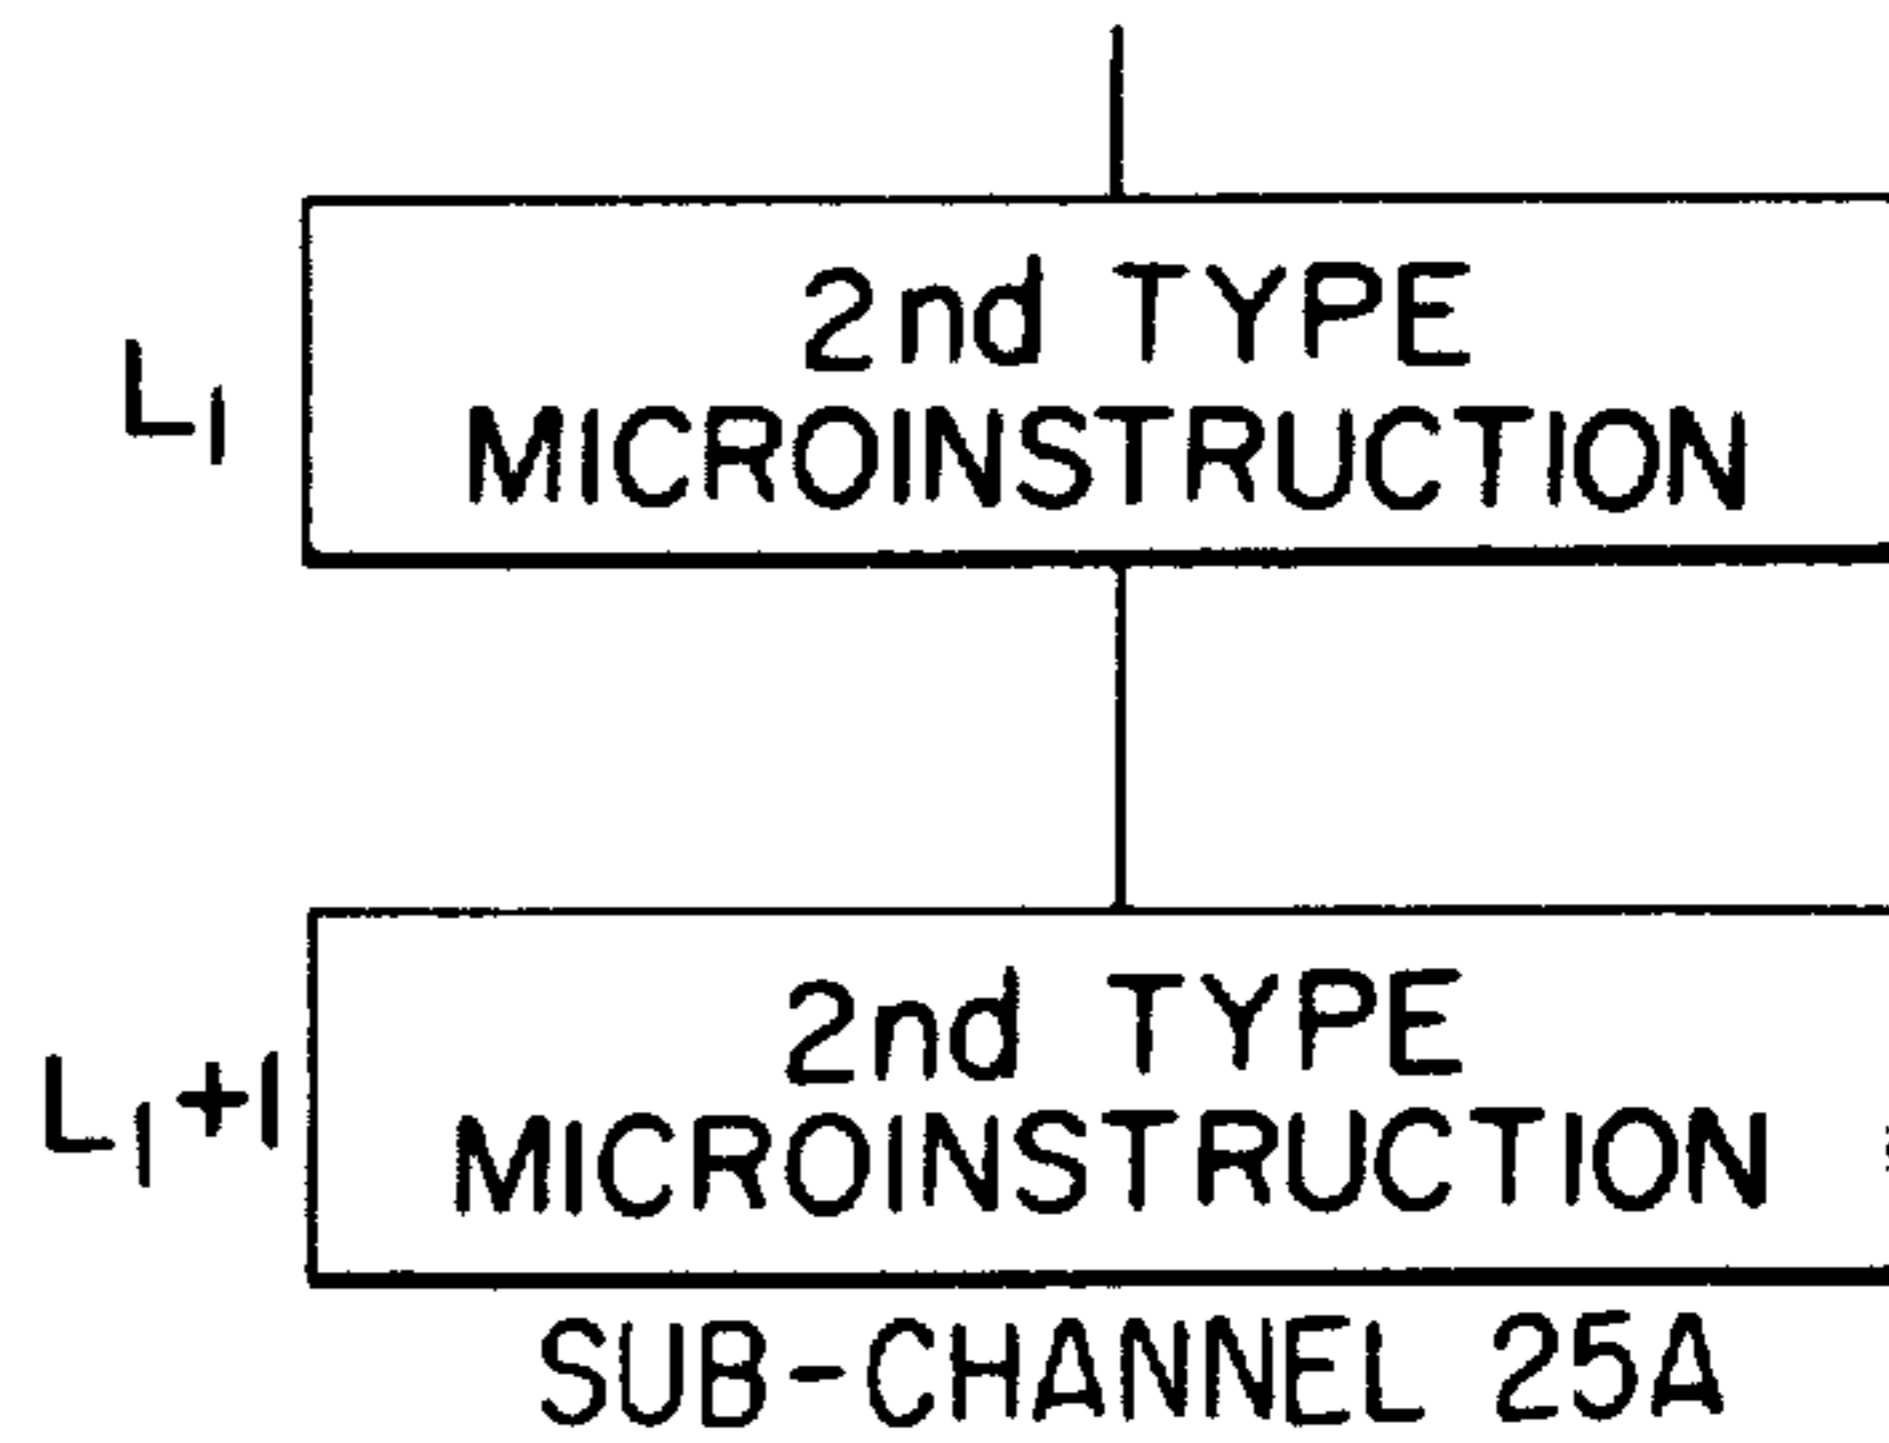 2nd TYPE
L₁ MICROINSTRUCTION
2nd TYPE
L₁+1 MICROINSTRUCTION
SUB-CHANNEL 25A